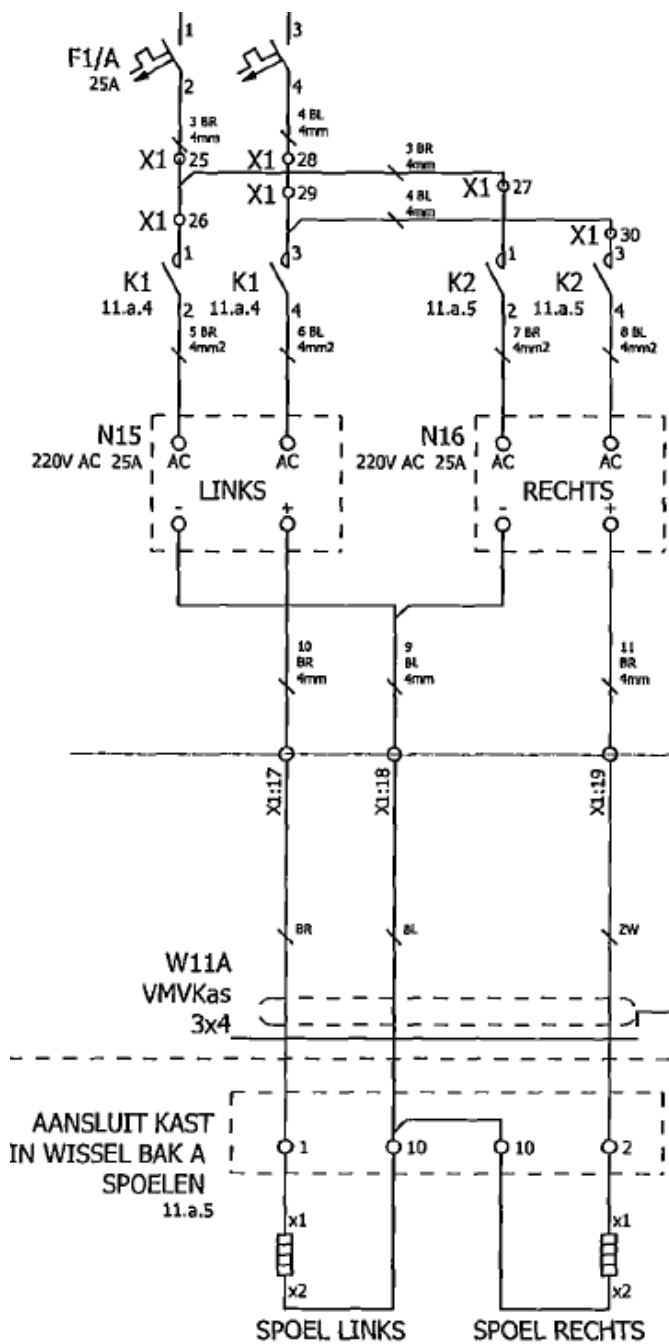 1
3
F1/A
25A
2
4
3 BR
4mm
4 BL
4mm
X1 25
X1 28
3 BR
4mm
X1 29
X1 27
4 BL
4mm
X1 26
X1 30
1
3
1
3
K1
11.a.4
K1
11.a.4
K2
11.a.5
K2
11.a.5
2
4
2
4
5 BR
4mm2
6 BL
4mm2
7 BR
4mm2
8 BL
4mm2
N15
220V AC 25A
AC
AC
N16
220V AC 25A
AC
AC
LINKS
RECHTS
-
+
-
+
10
BR
4mm
9
BL
4mm
11
BR
4mm
X1:17
X1:18
X1:19
BR
BL
ZW
W11A
VMVKas
3x4
AANSLUIT KAST
IN WISSEL BAK A
SPOELEN
11.a.5
1
10
10
2
x1
x1
x2
x2
SPOEL LINKS
SPOEL RECHTS